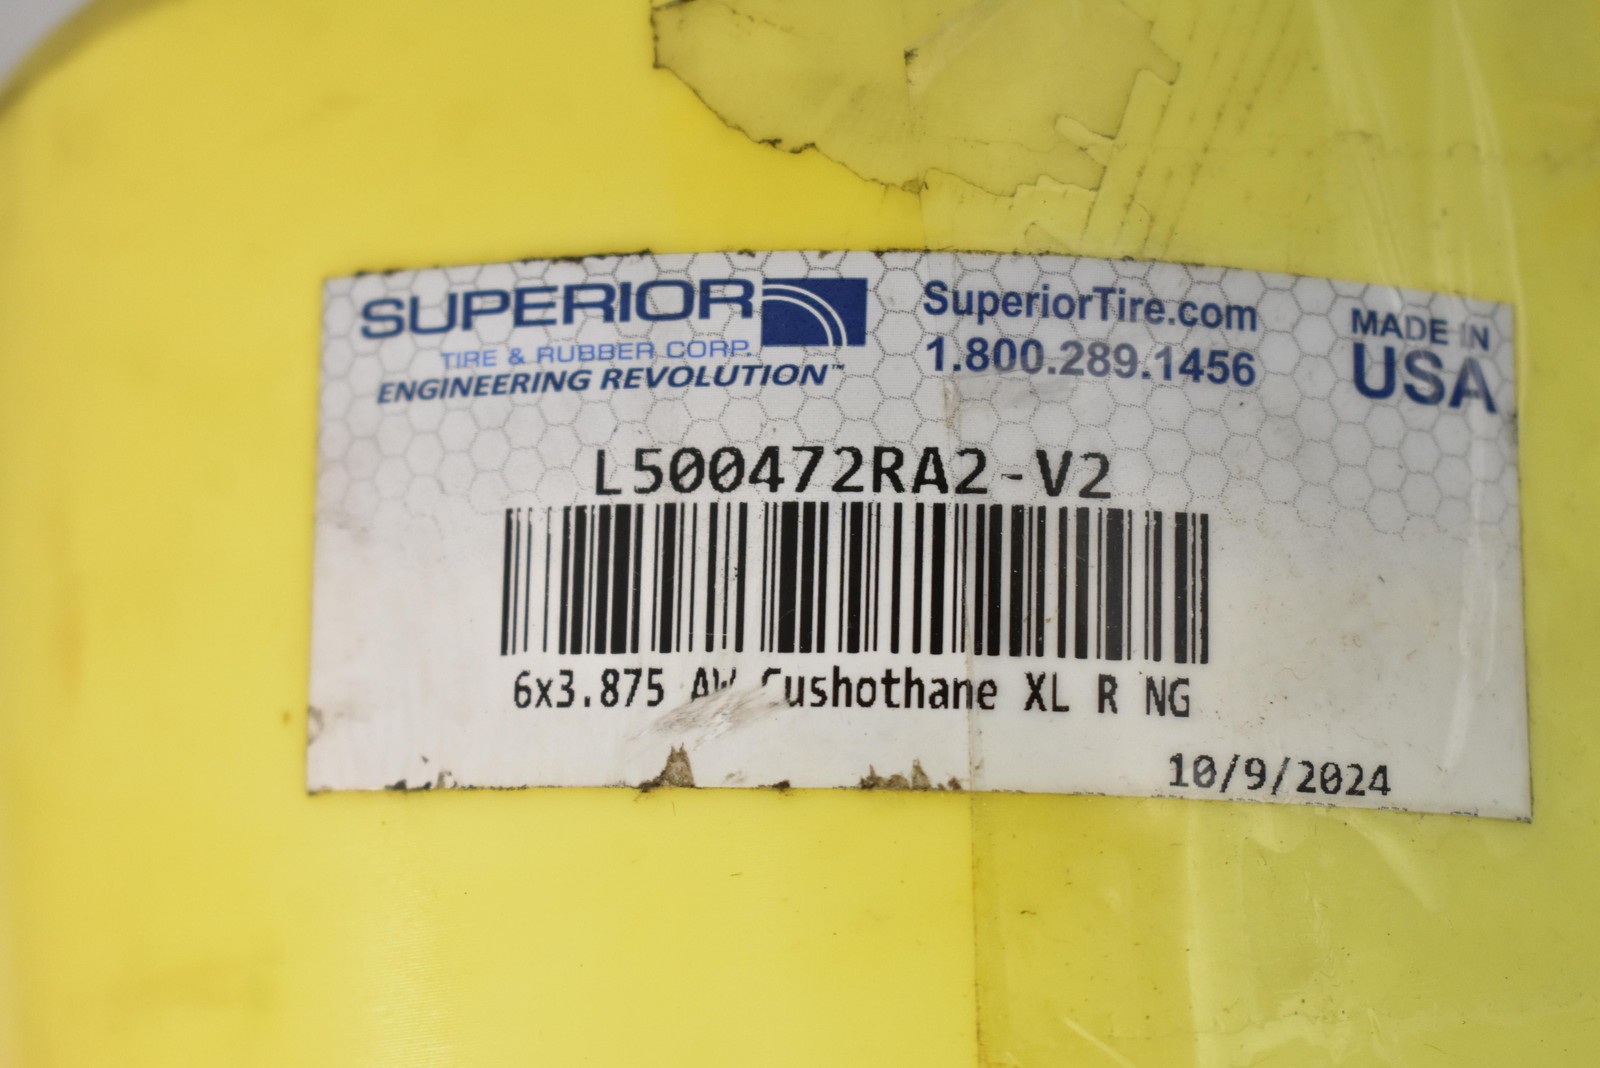 SUPERIOR
TIRE & RUBBER CORP.
ENGINEERING REVOLUTION™
SuperiorTire.com
1.800.289.1456
MADE IN
USA
L500472RA2-V2
6x3.875 AW Cushothane XL R NG
10/9/2024